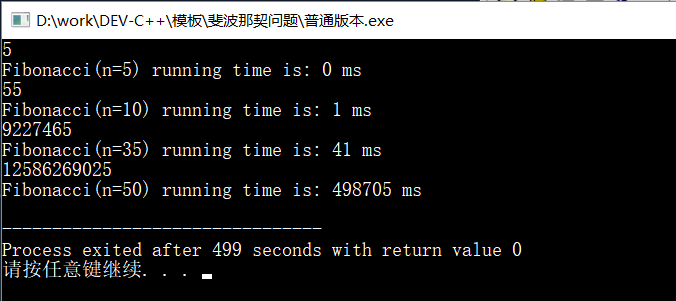 D:\work\DEV-C++\模板\斐波那契问题\普通版本.exe
5
Fibonacci(n=5) running time is: 0 ms
55
Fibonacci(n=10) running time is: 1 ms
9227465
Fibonacci(n=35) running time is: 41 ms
12586269025
Fibonacci(n=50) running time is: 498705 ms
--------------------------------
Process exited after 499 seconds with return value 0
请按任意键继续. . .